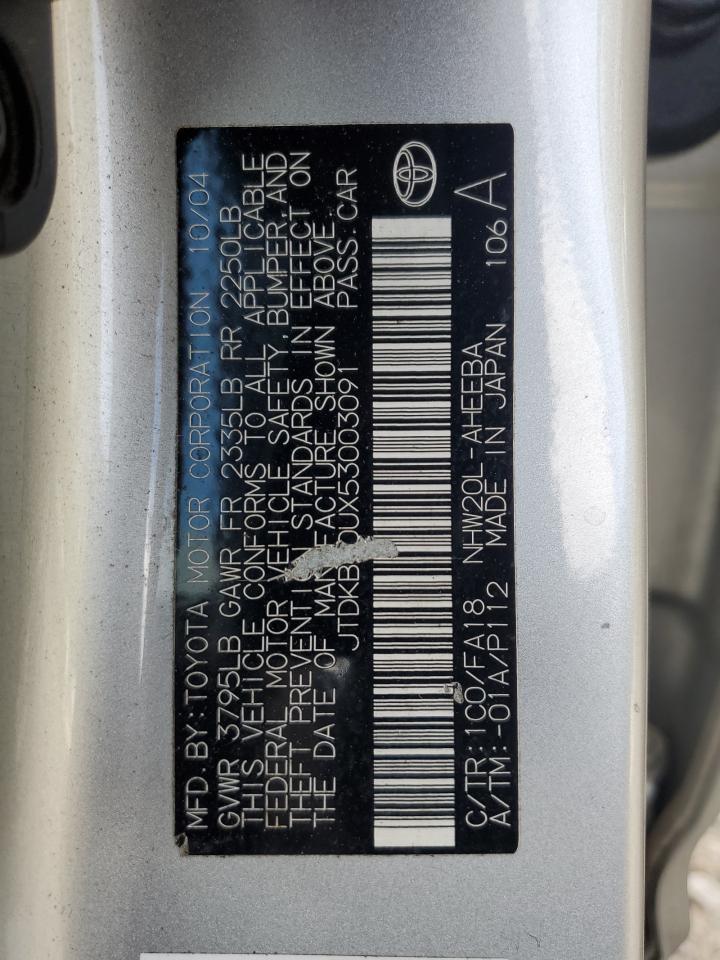 MFD. BY: TOYOTA MOTOR CORPORATION 10/04
GVWR 3795LB GAWR FR 2335LB RR 2250LB
THIS VEHICLE CONFORMS TO ALL APPLICABLE
FEDERAL MOTOR VEHICLE SAFETY, BUMPER, AND
THEFT PREVENTION STANDARDS IN EFFECT ON
THE DATE OF MANUFACTURE SHOWN ABOVE.
PASS.CAR
C/TR: 1C0/FA18 NHW20L-AHEEBA 106 A
A/TM: -01A/P112 MADE IN JAPAN